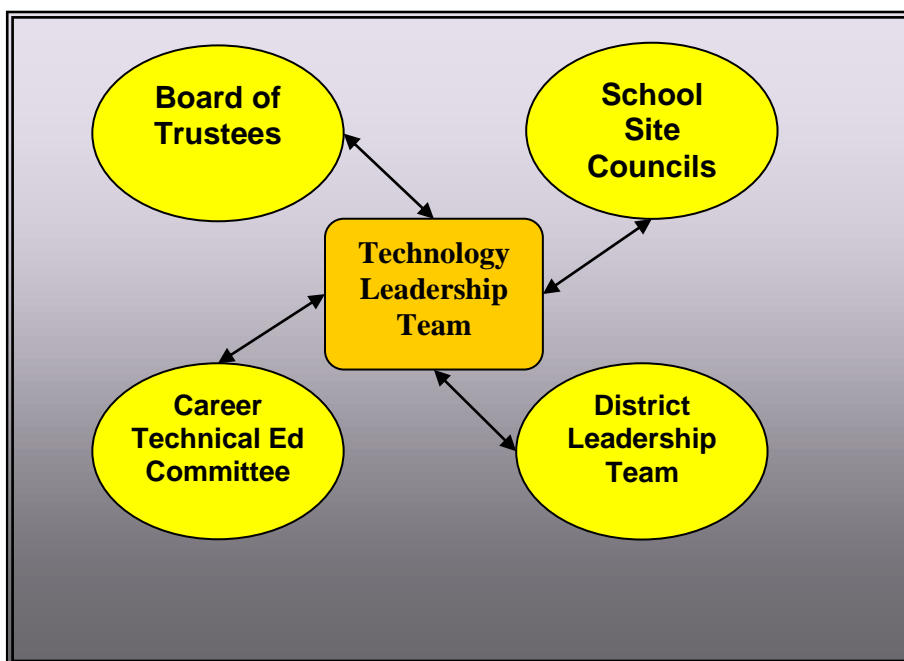 Board of
Trustees
School
Site
Councils
Technology
Leadership
Team
Career
Technical Ed
Committee
District
Leadership
Team